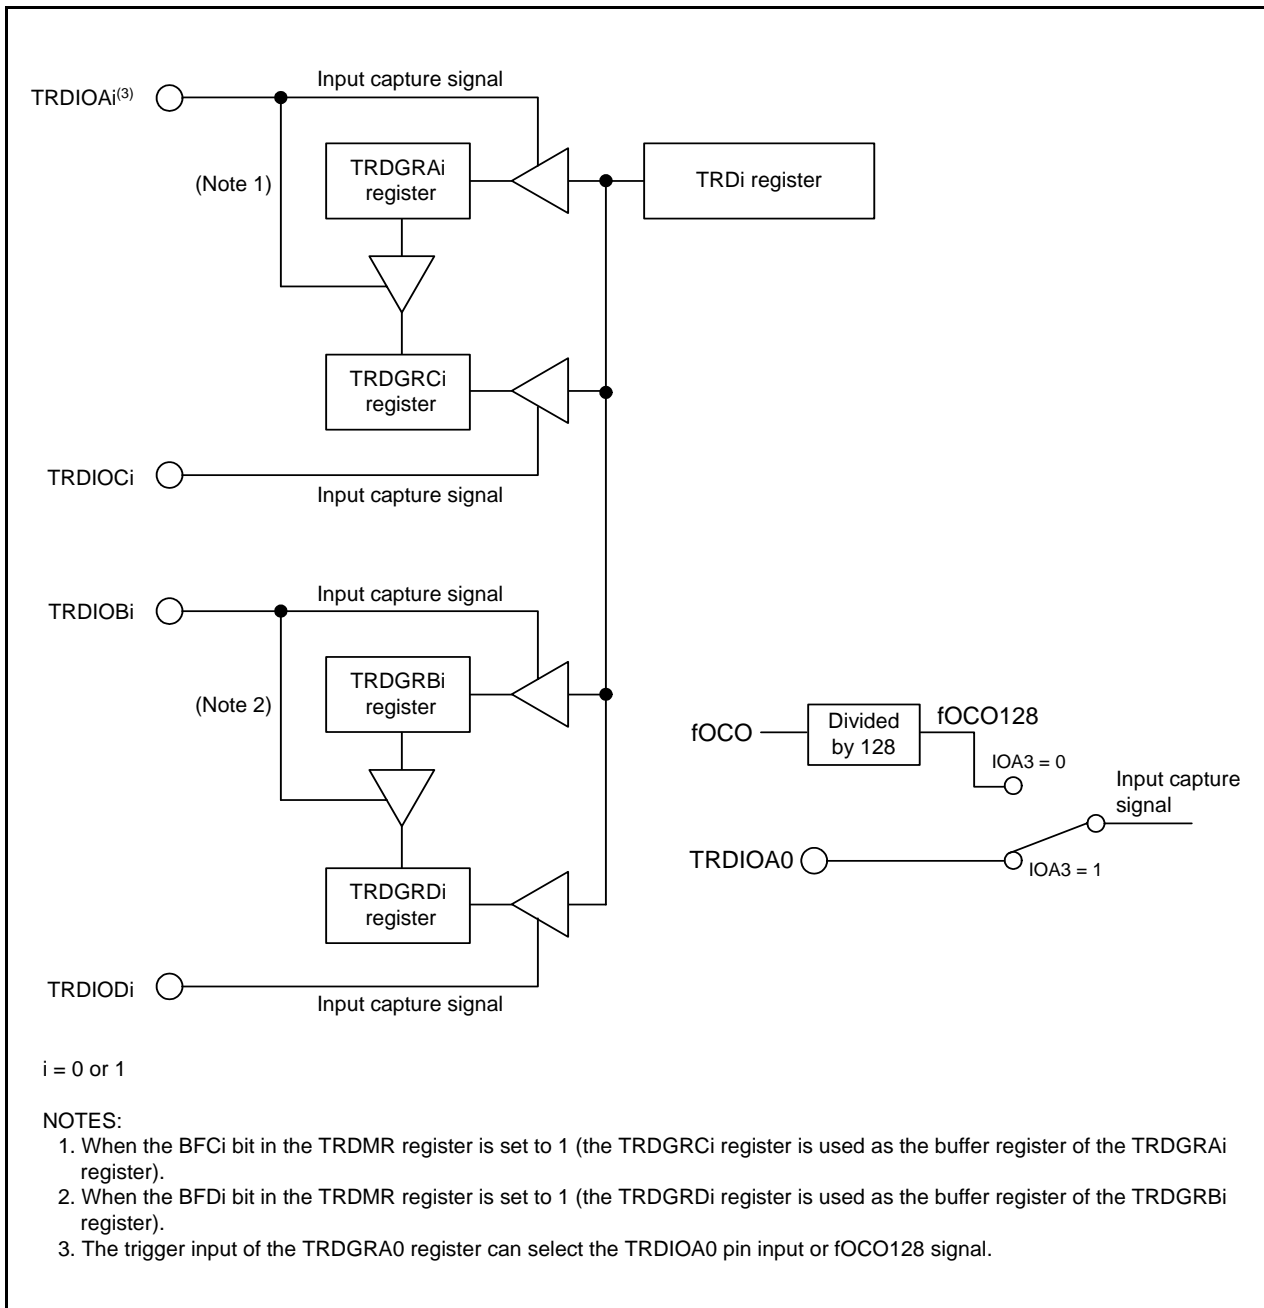 Input capture signal
TRDIOAi(3)
(Note 1)
TRDGRAi
register
TRDi register
TRDGRCi
register
TRDIOCi
Input capture signal
Input capture signal
TRDIOBi
(Note 2)
TRDGRBi
register
TRDGRDi
register
TRDIODi
Input capture signal
fOCO
Divided
by 128
fOCO128
IOA3 = 0
Input capture
signal
TRDIOA0
IOA3 = 1
i = 0 or 1
NOTES:
1. When the BFCi bit in the TRDMR register is set to 1 (the TRDGRCi register is used as the buffer register of the TRDGRAi
register).
2. When the BFDi bit in the TRDMR register is set to 1 (the TRDGRDi register is used as the buffer register of the TRDGRBi
register).
3. The trigger input of the TRDGRA0 register can select the TRDIOA0 pin input or fOCO128 signal.